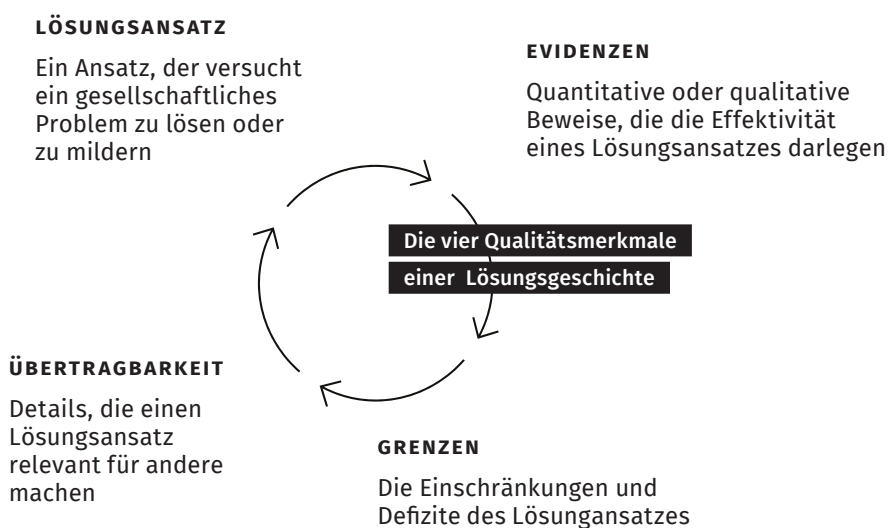 LÖSUNGSANSATZ
Ein Ansatz, der versucht
ein gesellschaftliches
Problem zu lösen oder
zu mildern
EVIDENZEN
Quantitative oder qualitative
Beweise, die die Effektivität
eines Lösungsansatzes darlegen
Die vier Qualitätsmerkmale
einer Lösungsgeschichte
ÜBERTRAGBARKEIT
Details, die einen
Lösungsansatz
relevant für andere
machen
GRENZEN
Die Einschränkungen und
Defizite des Lösungansatzes